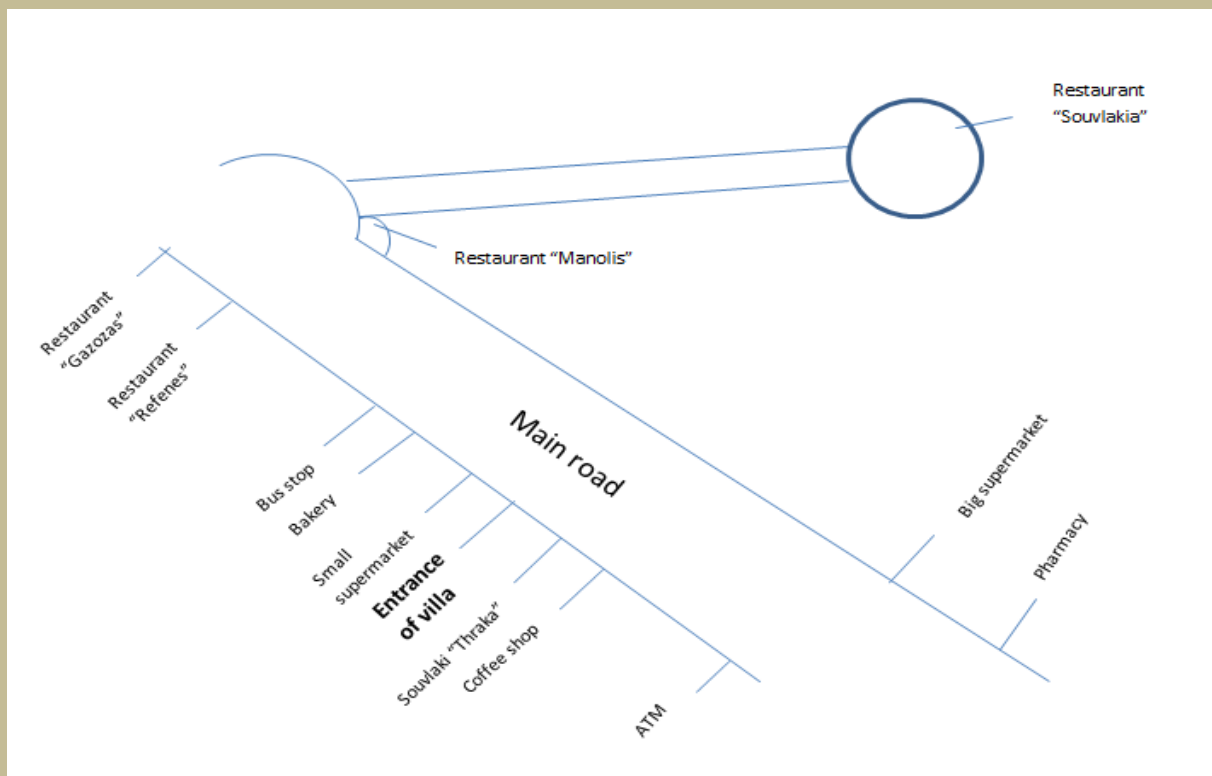 Restaurant
“Souvlakia”
Restaurant “Manolis”
Restaurant
“Gazozas”
Restaurant
“Refenes”
Main road
Bus stop
Bakery
Small
supermarket
Entrance
of villa
Souvlaki “Thraka”
Coffee shop
ATM
Big supermarket
Pharmacy